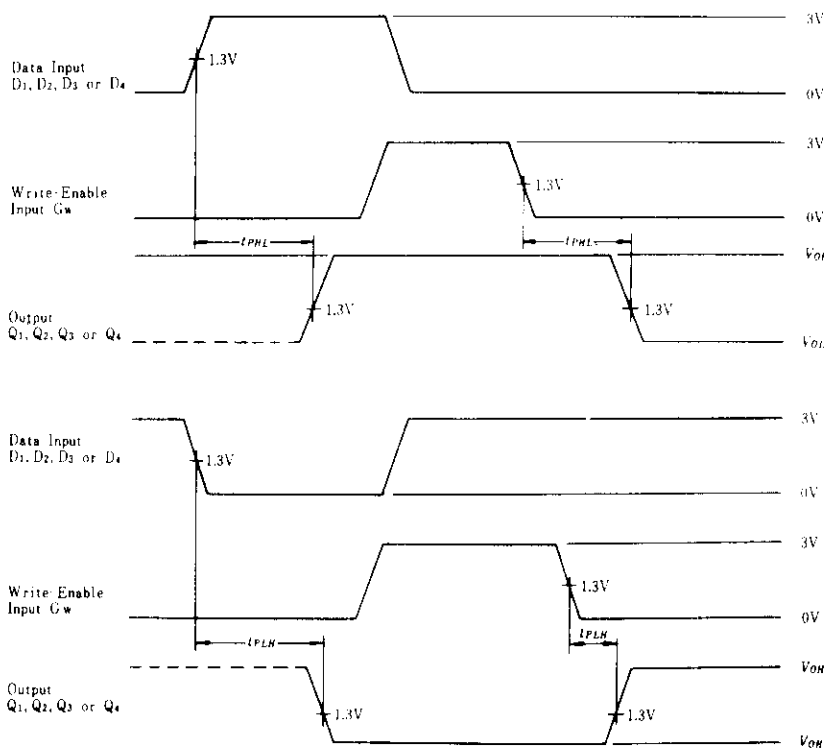 3V
1.3V
Data Input
D1, D2, D3 or D4
0V
3V
Write-Enable
Input Gw
1.3V
0V
tPHL
tPHL
VOH
1.3V
1.3V
Output
Q1, Q2, Q3 or Q4
VOL
3V
Data Input
D1, D2, D3 or D4
1.3V
0V
3V
Write-Enable
Input Gw
1.3V
0V
tPLH
tPLH
VOH
Output
Q1, Q2, Q3 or Q4
1.3V
1.3V
VOH